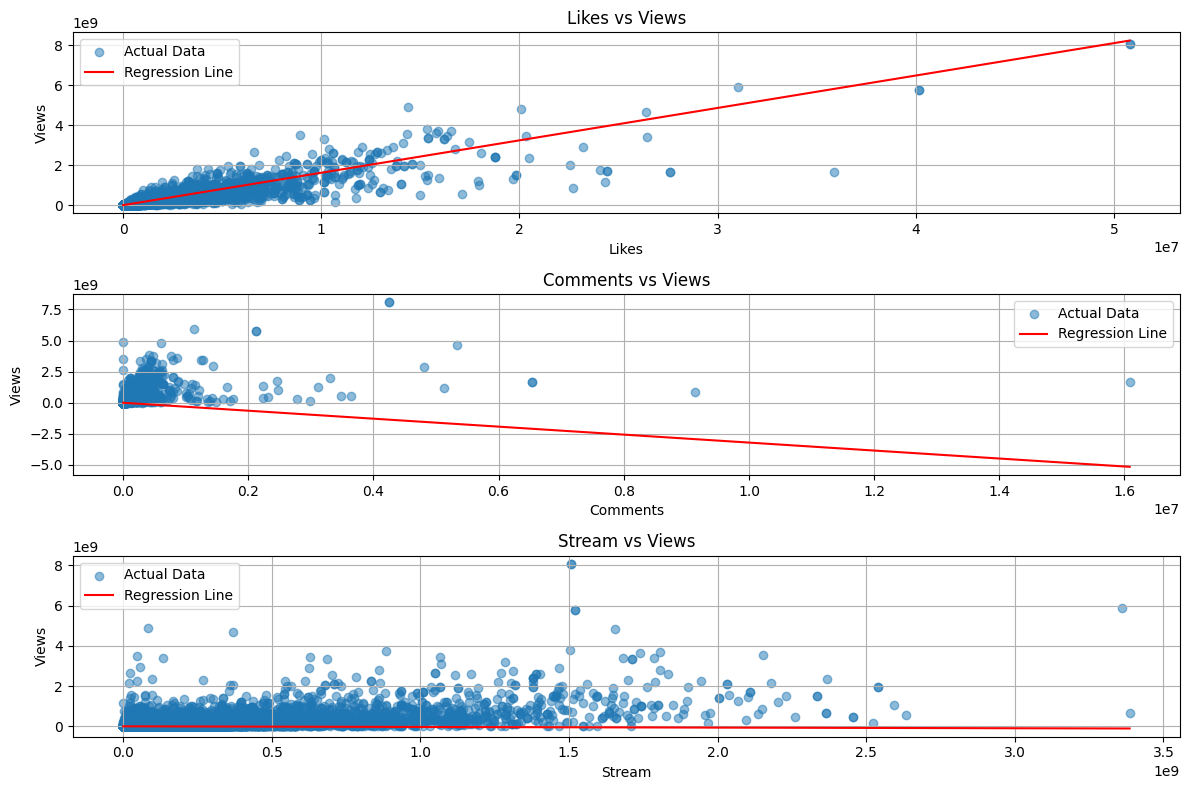 Likes vs Views
1e9
Actual Data
Regression Line
8
6
4
2
0
Views
0 1 2 3 4 5
1e7
Likes
Comments vs Views
1e9
Actual Data
Regression Line
7.5
5.0
2.5
0.0
−2.5
−5.0
Views
0.0 0.2 0.4 0.6 0.8 1.0 1.2 1.4 1.6
1e7
Comments
Stream vs Views
1e9
Actual Data
Regression Line
8
6
4
2
0
Views
0.0 0.5 1.0 1.5 2.0 2.5 3.0 3.5
1e9
Stream